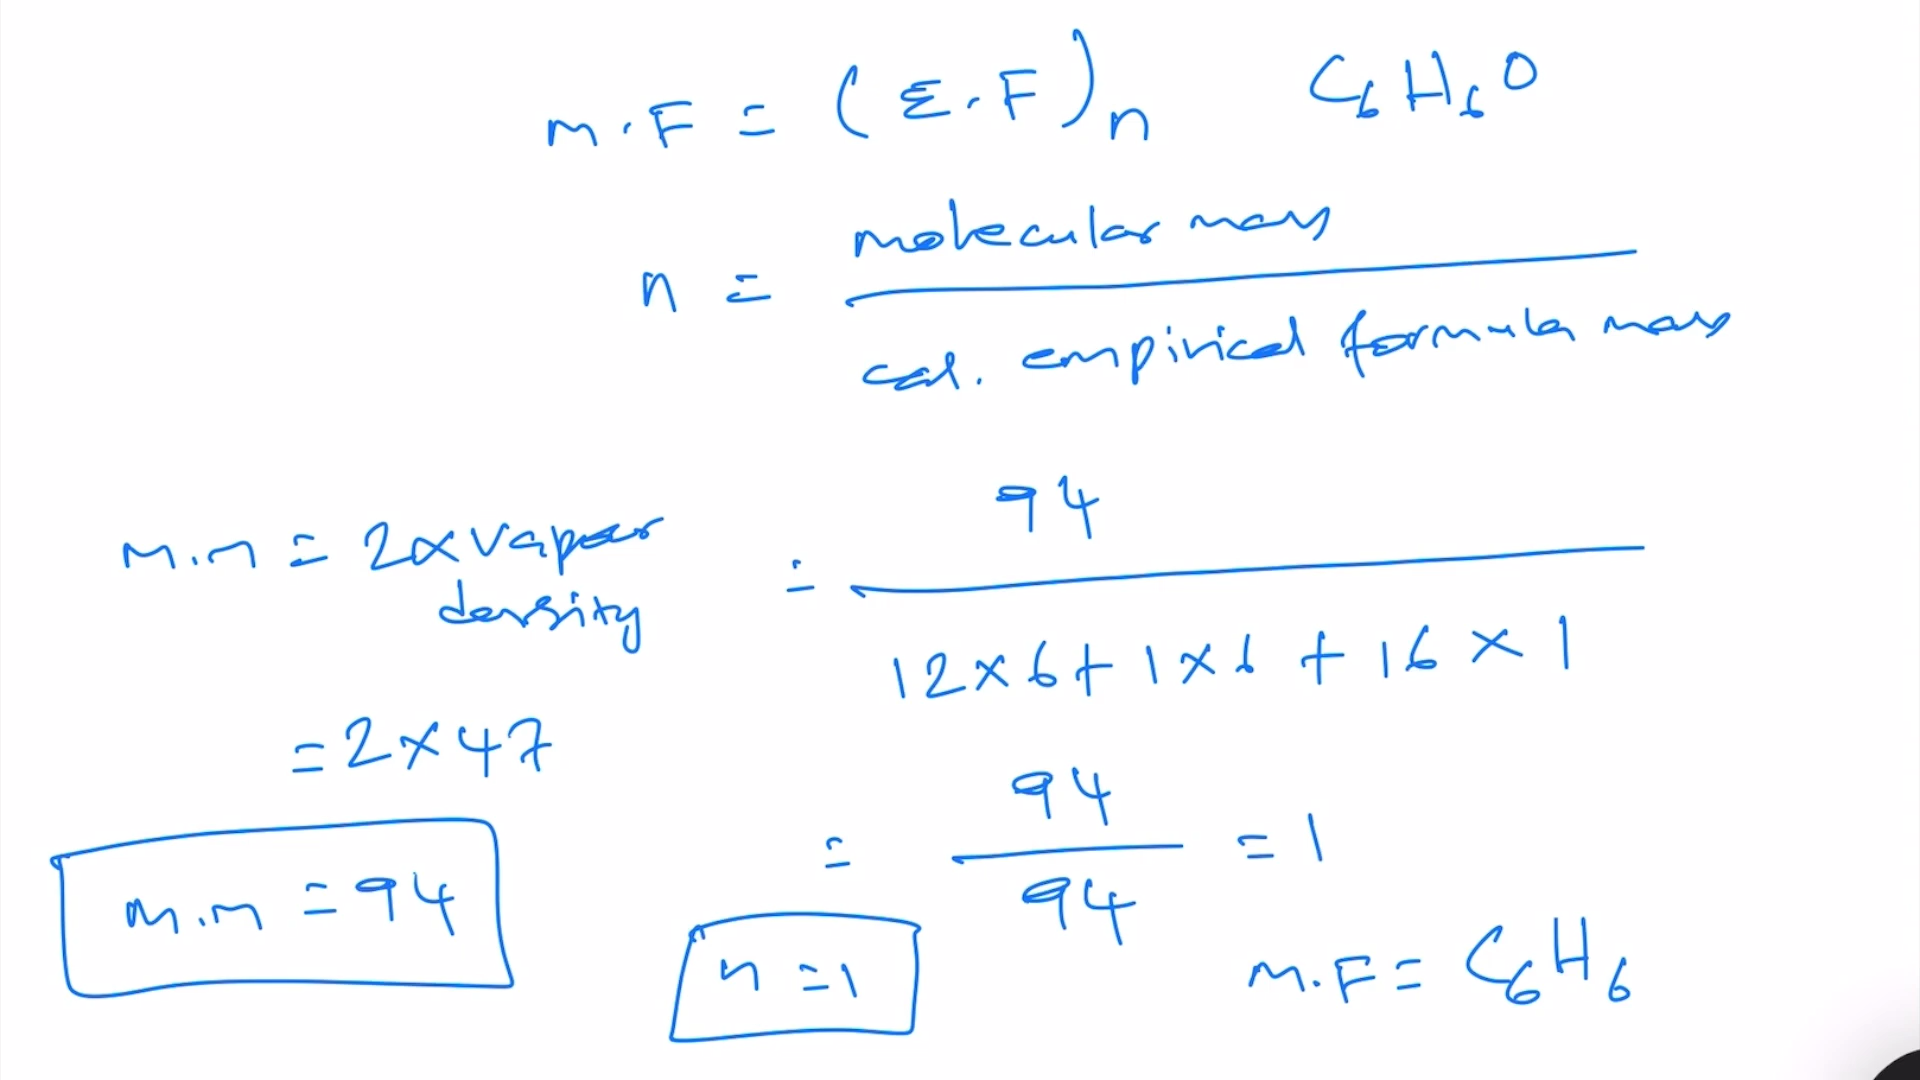 m.F = (E.F)n C6H6O
n = molecular mass
cal. empirical formula mass
m.m = 2 x vapour
density
= 94
12 x 6 + 1 x 6 + 16 x 1
= 2 x 47
= 94
94 = 1
m.m = 94
n = 1
m.F = C6H6